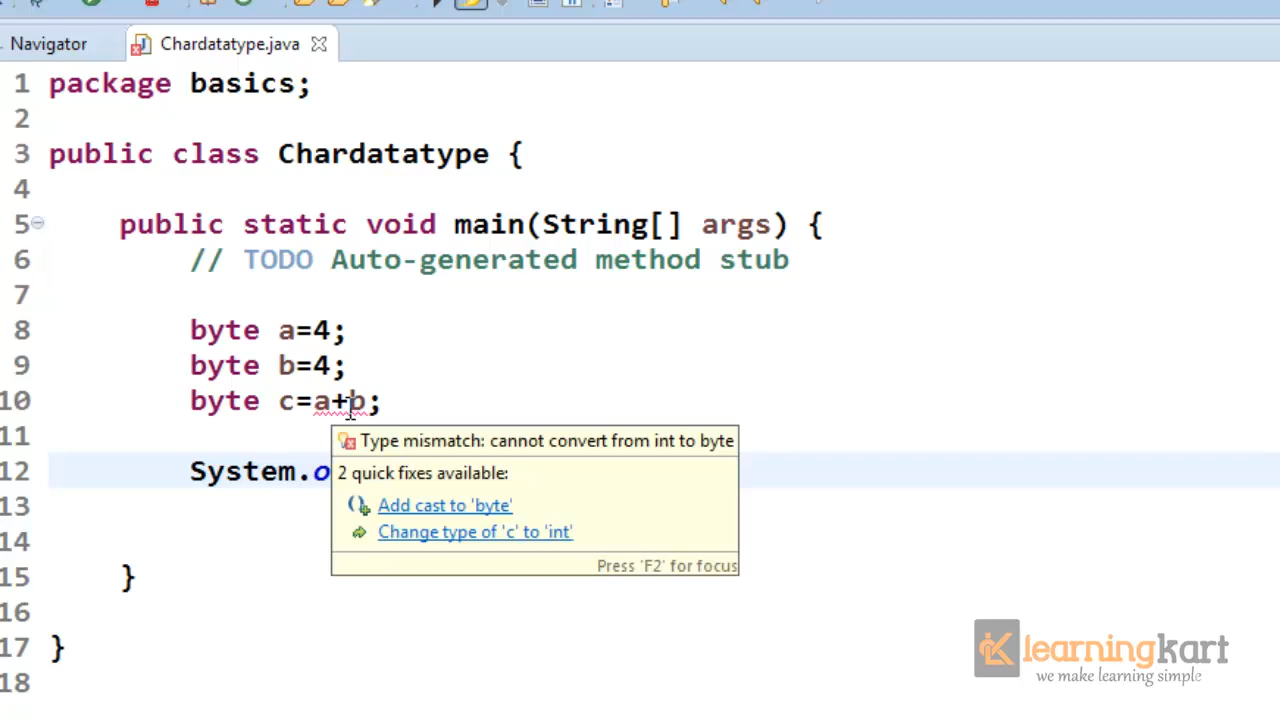 Navigator
Chardatatype.java
1 package basics;
2
3 public class Chardatatype {
4
5 public static void main(String[] args) {
6 // TODO Auto-generated method stub
7
8 byte a=4;
9 byte b=4;
10 byte c=a+b;
11
Type mismatch: cannot convert from int to byte
12 System.o
2 quick fixes available:
13
Add cast to 'byte'
Change type of 'c' to 'int'
14
Press 'F2' for focus
15 }
16
17 }
18
learningkart
we make learning simple